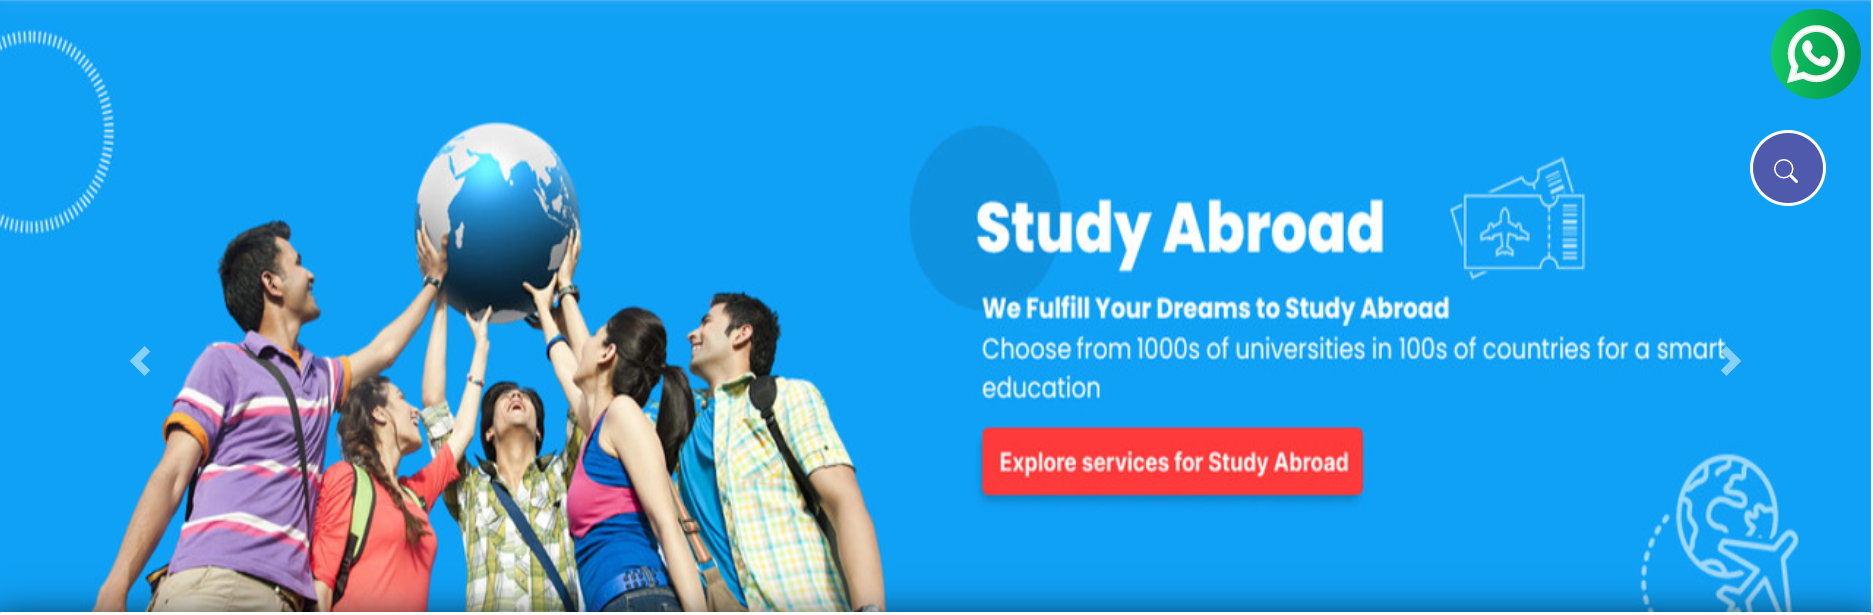 Study Abroad
We Fulfill Your Dreams to Study Abroad
Choose from 1000s of universities in 100s of countries for a smart
education
Explore services for Study Abroad